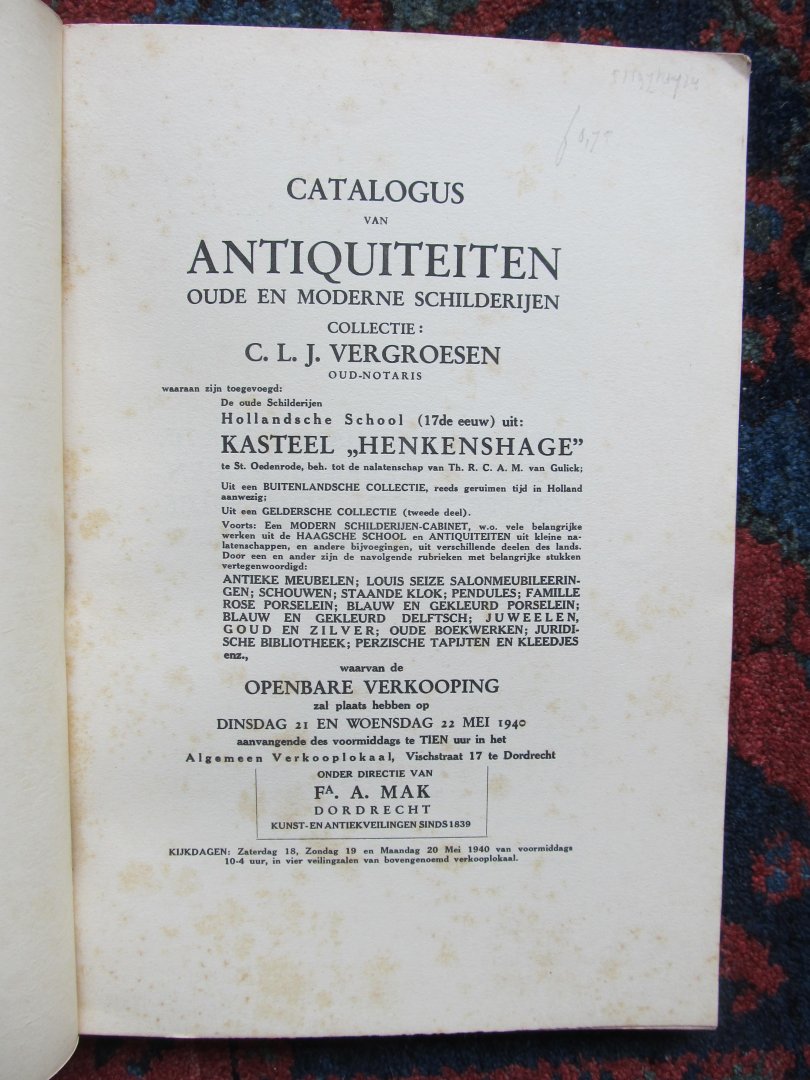 CATALOGUS
VAN
ANTIQUITEITEN
OUDE EN MODERNE SCHILDERIJEN
COLLECTIE:
C. L. J. VERGROESEN
OUD-NOTARIS
waaraan zijn toegevoegd:
De oude Schilderijen
Hollandsche School (17de eeuw) uit:
KASTEEL „HENKENSHAGE”
te St. Oedenrode, beh. tot de nalatenschap van Th. R. C. A. M. van Gulick;
Uit een BUITENLANDSCHE COLLECTIE, reeds geruimen tijd in Holland
aanwezig;
Uit een GELDERSCHE COLLECTIE (tweede deel).
Voorts: Een MODERN SCHILDERIJEN-CABINET, w.o. vele belangrijke
werken uit de HAAGSCHE SCHOOL en ANTIQUITEITEN uit kleine na-
latenschappen, en andere bijvoegingen, uit verschillende deelen des lands.
Door een en ander zijn de navolgende rubrieken met belangrijke stukken
vertegenwoordigd:
ANTIEKE MEUBELEN; LOUIS SEIZE SALONMEUBILEERIN-
GEN; SCHOUWEN; STAANDE KLOK; PENDULES; FAMILLE
ROSE PORSELEIN; BLAUW EN GEKLEURD PORSELEIN;
BLAUW EN GEKLEURD DELFTSCH; JUWEELEN,
GOUD EN ZILVER; OUDE BOEKWERKEN; JURIDI-
SCHE BIBLIOTHEEK; PERZISCHE TAPIJTEN EN KLEEDJES
enz.,
waarvan de
OPENBARE VERKOOPING
zal plaats hebben op
DINSDAG 21 EN WOENSDAG 22 MEI 1940
aanvangende des voormiddags te TIEN uur in het
Algemeen Verkooplokaal, Vischstraat 17 te Dordrecht
ONDER DIRECTIE VAN
FA. A. MAK
DORDRECHT
KUNST- EN ANTIEKVEILINGEN SINDS 1839
KIJKDAGEN: Zaterdag 18, Zondag 19 en Maandag 20 Mei 1940 van voormiddags
10-4 uur, in vier veilingzalen van bovengenoemd verkooplokaal.